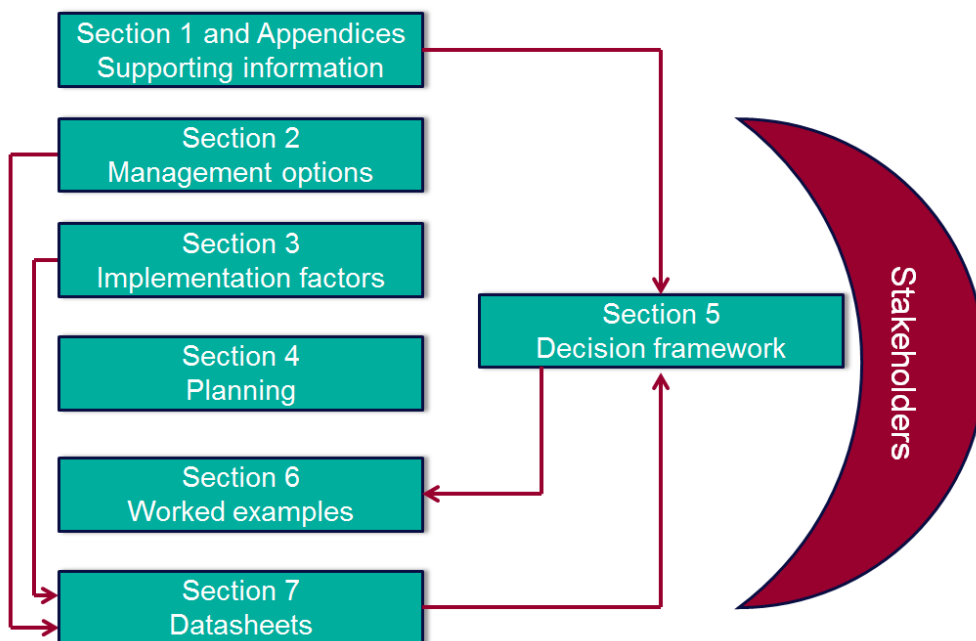 Section 1 and Appendices
Supporting information
Section 2
Management options
Section 3
Implementation factors
Section 4
Planning
Section 5
Decision framework
Section 6
Worked examples
Section 7
Datasheets
Stakeholders